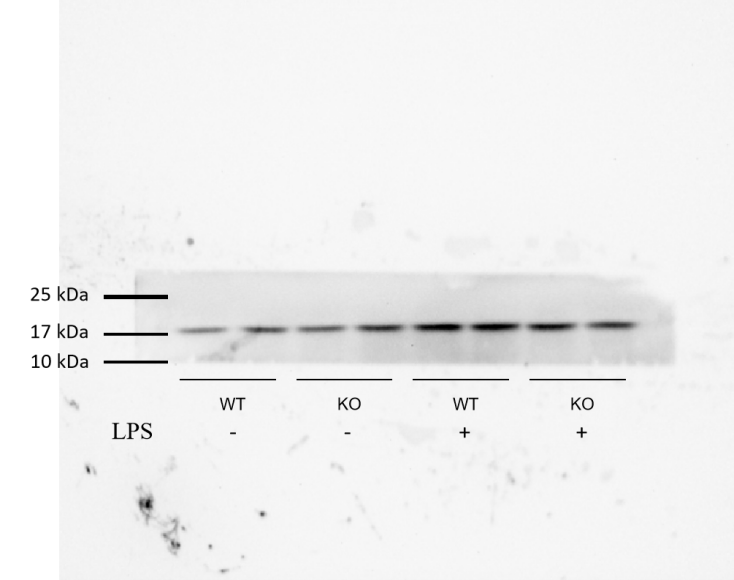 25 kDa
17 kDa
10 kDa
WT KO WT KO
LPS - - + +